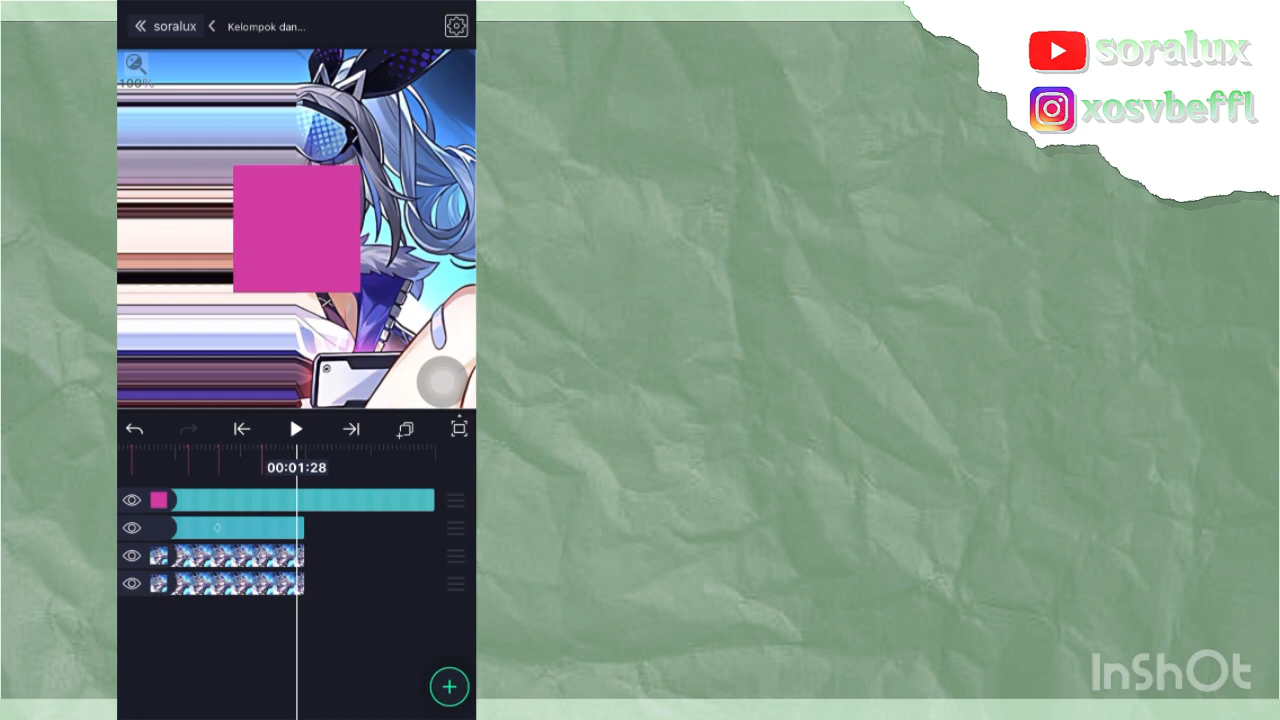 soralux
Kelompok dan...
100%
00:01:28
soralux
xosvbeffl
InShOt